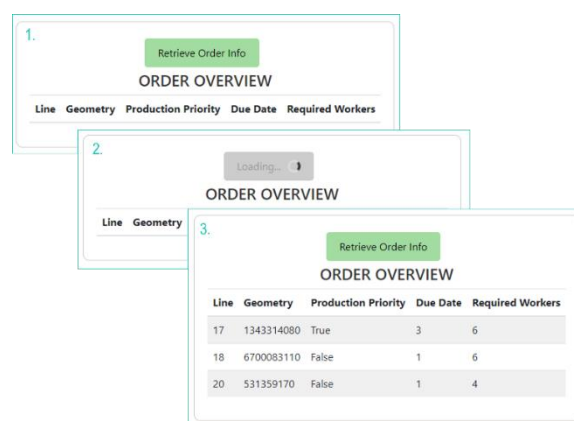 1.
Retrieve Order Info
ORDER OVERVIEW
Line Geometry Production Priority Due Date Required Workers
2.
Loading...
ORDER OVERVIEW
Line Geometry
3.
Retrieve Order Info
ORDER OVERVIEW
Line Geometry Production Priority Due Date Required Workers
17 1343314080 True 3 6
18 6700083110 False 1 6
20 531359170 False 1 4